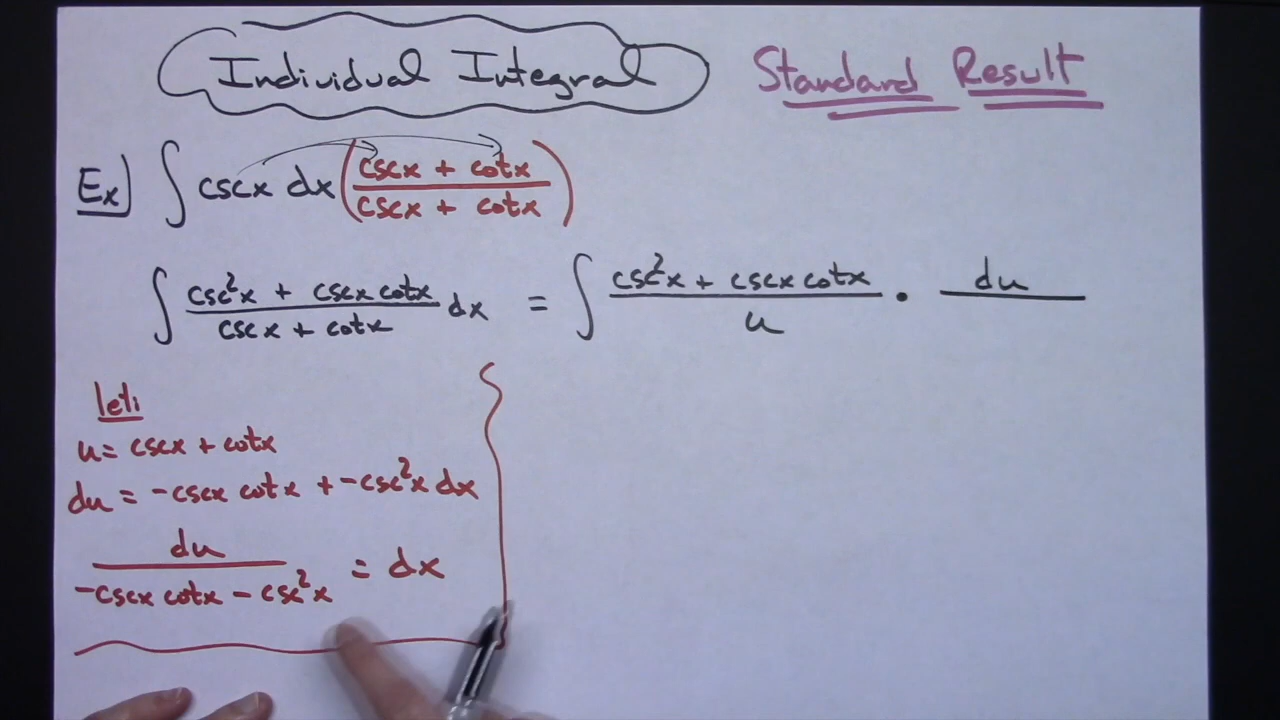 Individual Integral
Standard Result
Ex) ∫ cscx dx ( (cscx + cotx) / (cscx + cotx) )
∫ (csc²x + cscx cotx) / (cscx + cotx) dx = ∫ (csc²x + cscx cotx) / u · du /
let:
u = cscx + cotx
du = -cscx cotx + -csc²x dx
du / (-cscx cotx - csc²x) = dx